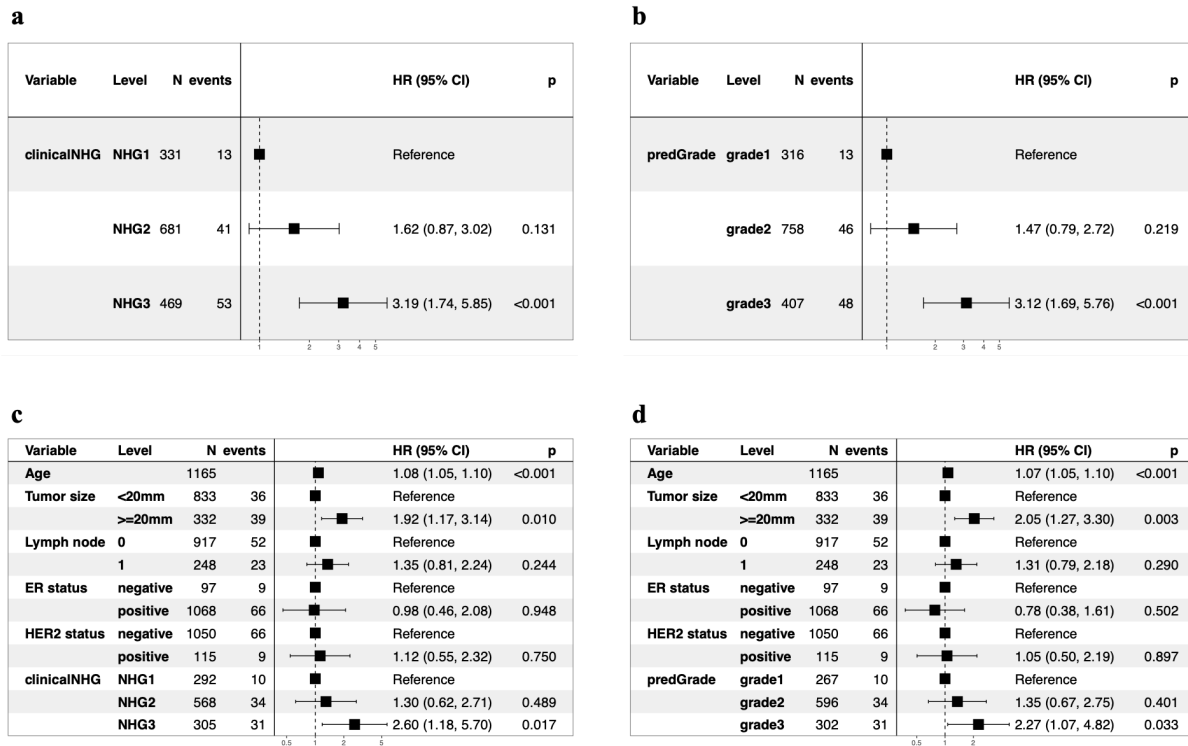 a
Variable Level N events HR (95% CI) p
clinicalNHG NHG1 331 13 Reference
NHG2 681 41 1.62 (0.87, 3.02) 0.131
NHG3 469 53 3.19 (1.74, 5.85) <0.001
1 2 3 4 5
b
Variable Level N events HR (95% CI) p
predGrade grade1 316 13 Reference
grade2 758 46 1.47 (0.79, 2.72) 0.219
grade3 407 48 3.12 (1.69, 5.76) <0.001
1 2 3 4 5
c
Variable Level N events HR (95% CI) p
Age 1165 1.08 (1.05, 1.10) <0.001
Tumor size <20mm 833 36 Reference
>=20mm 332 39 1.92 (1.17, 3.14) 0.010
Lymph node 0 917 52 Reference
1 248 23 1.35 (0.81, 2.24) 0.244
ER status negative 97 9 Reference
positive 1068 66 0.98 (0.46, 2.08) 0.948
HER2 status negative 1050 66 Reference
positive 115 9 1.12 (0.55, 2.32) 0.750
clinicalNHG NHG1 292 10 Reference
NHG2 568 34 1.30 (0.62, 2.71) 0.489
NHG3 305 31 2.60 (1.18, 5.70) 0.017
0.5 1 2 5
d
Variable Level N events HR (95% CI) p
Age 1165 1.07 (1.05, 1.10) <0.001
Tumor size <20mm 833 36 Reference
>=20mm 332 39 2.05 (1.27, 3.30) 0.003
Lymph node 0 917 52 Reference
1 248 23 1.31 (0.79, 2.18) 0.290
ER status negative 97 9 Reference
positive 1068 66 0.78 (0.38, 1.61) 0.502
HER2 status negative 1050 66 Reference
positive 115 9 1.05 (0.50, 2.19) 0.897
predGrade grade1 267 10 Reference
grade2 596 34 1.35 (0.67, 2.75) 0.401
grade3 302 31 2.27 (1.07, 4.82) 0.033
0.5 1 2